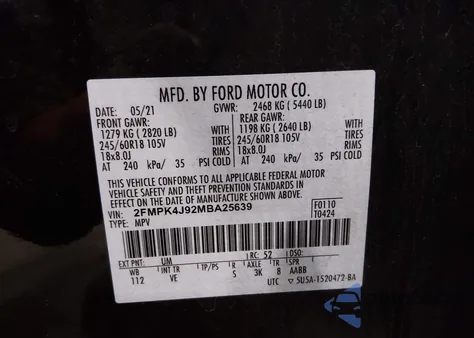 MFD. BY FORD MOTOR CO.
DATE: 05/21 GVWR: 2468 KG ( 5440 LB)
FRONT GAWR: REAR GAWR:
1279 KG ( 2820 LB) WITH 1198 KG ( 2640 LB) WITH
245/60R18 105V TIRES 245/60R18 105V TIRES
18x8.0J RIMS 18x8.0J RIMS
AT 240 kPa/ 35 PSI COLD AT 240 kPa/ 35 PSI COLD
THIS VEHICLE CONFORMS TO ALL APPLICABLE FEDERAL MOTOR
VEHICLE SAFETY AND THEFT PREVENTION STANDARDS IN
EFFECT ON THE DATE OF MANUFACTURE SHOWN ABOVE.
VIN: 2FMPK4J92MBA25639 F0110
TYPE: MPV T0424
EXT PNT: UM RC: 52 DSO:
WB INT TR TP/PS R AXLE TR SPR
112 VE S 3K 8 AABB
UTC ▽ 5U5A-1520472-BA